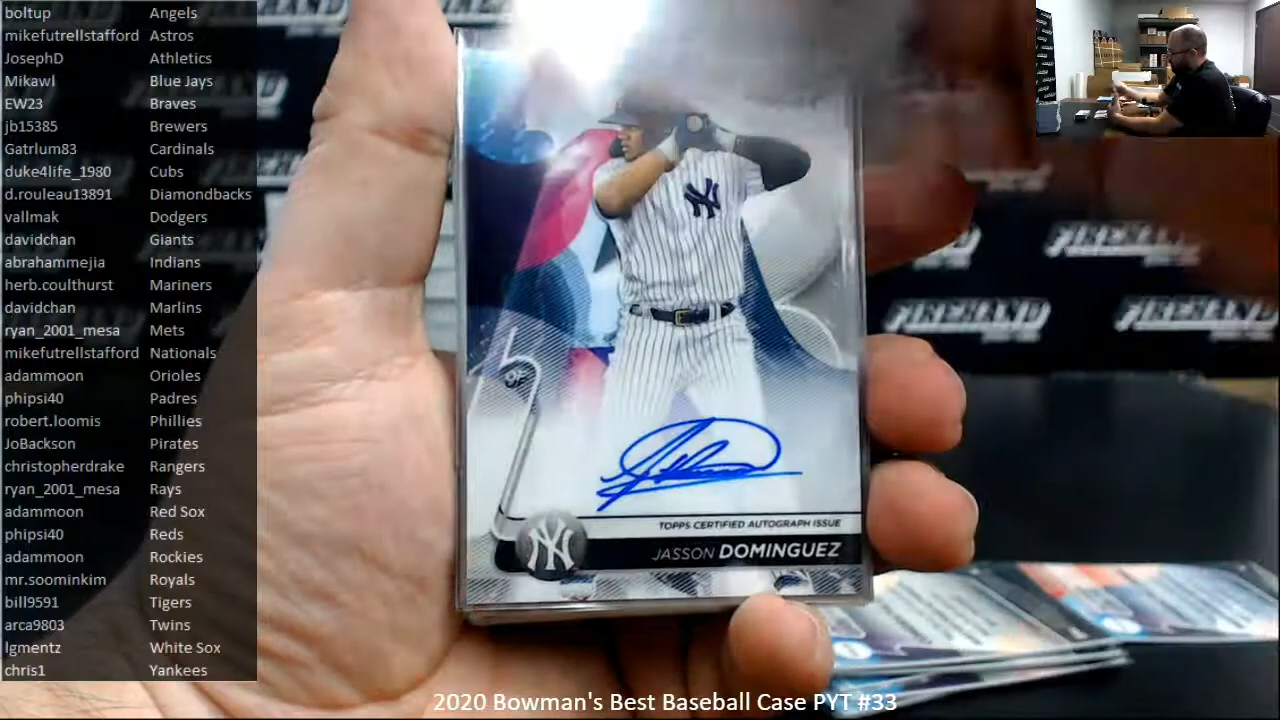 boltup Angels
mikefutrellstafford Astros
JosephD Athletics
Mikawl Blue Jays
EW23 Braves
jb15385 Brewers
Gatrlum83 Cardinals
duke4life_1980 Cubs
d.rouleau13891 Diamondbacks
vallmak Dodgers
davidchan Giants
abrahammejia Indians
herb.coulthurst Mariners
davidchan Marlins
ryan_2001_mesa Mets
mikefutrellstafford Nationals
adammoon Orioles
phipsi40 Padres
robert.loomis Phillies
JoBackson Pirates
christopherdrake Rangers
ryan_2001_mesa Rays
adammoon Red Sox
phipsi40 Reds
adammoon Rockies
mr.soominkim Royals
bill9591 Tigers
arca9803 Twins
lgmentz White Sox
chris1 Yankees
NY
TOPPS CERTIFIED AUTOGRAPH ISSUE
NY JASSON DOMINGUEZ
FIREHAND
FIREHAND FIREHAND
2020 Bowman's Best Baseball Case PYT #33